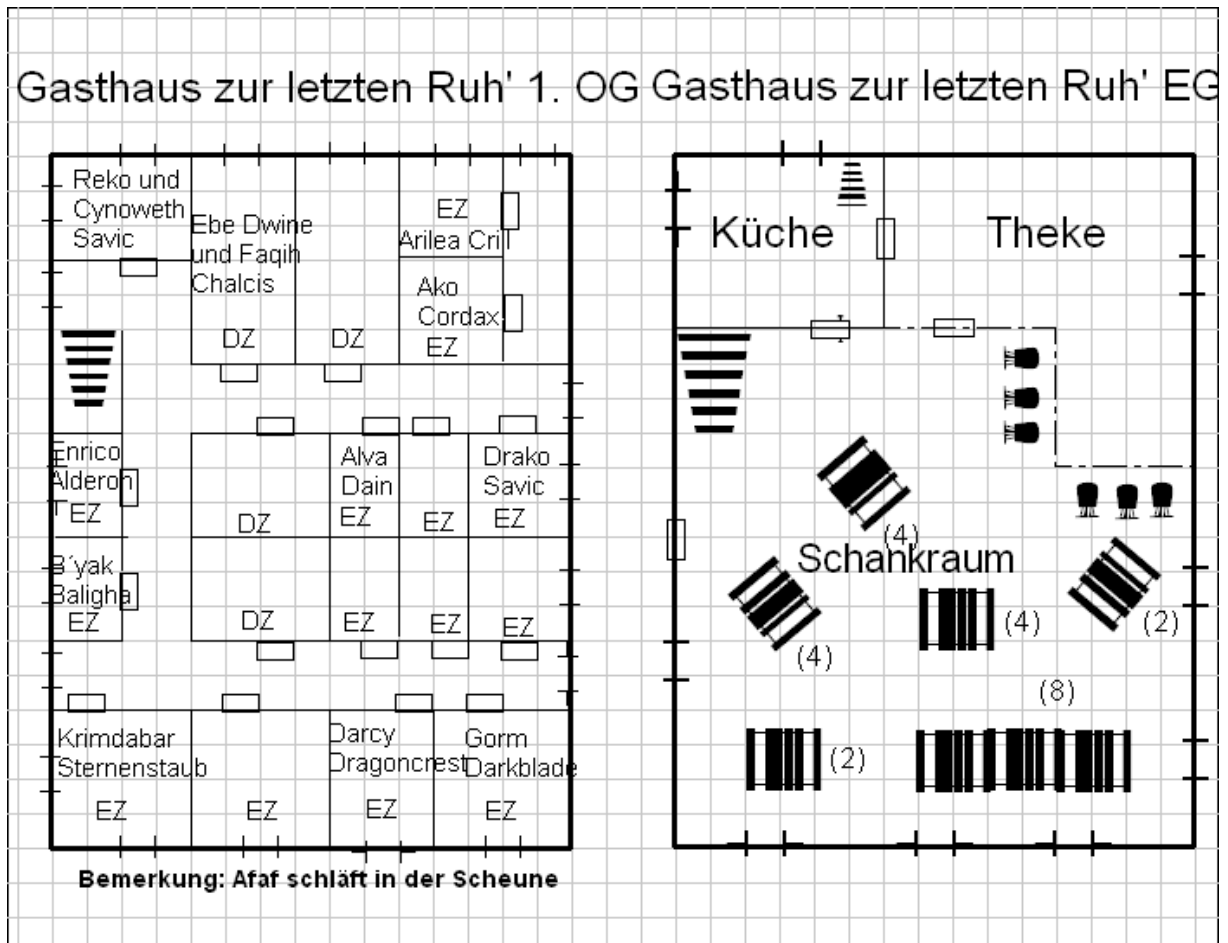 Gasthaus zur letzten Ruh' 1. OG
Reko und
Cynoweth
Savic
Ebe Dwine
und Faqih
Chalcis
DZ
DZ
EZ
Arilea Crill
Ako
Cordax
EZ
Enrico
Alderon
EZ
DZ
Alva
Dain
EZ
EZ
Drako
Savic
EZ
B´yak
Baligha
EZ
DZ
EZ
EZ
EZ
Krimdabar
Sternenstaub
EZ
EZ
Darcy
Dragoncrest
EZ
Gorm
Darkblade
EZ
Bemerkung: Afaf schläft in der Scheune
Gasthaus zur letzten Ruh' EG
Küche
Theke
(4)
Schankraum
(4)
(4)
(2)
(8)
(2)